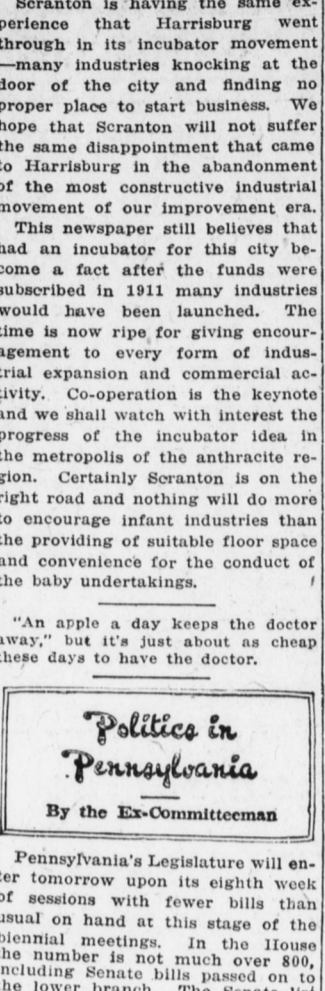 Scranton is having the same ex-
perience that Harrisburg went
through in its incubator movement
—many industries knocking at the
door of the city and finding no
proper place to start business. We
hope that Scranton will not suffer
the same disappointment that came
to Harrisburg in the abandonment
of the most constructive industrial
movement of our improvement era.
This newspaper still believes that
had an incubator for this city be-
come a fact after the funds were
subscribed in 1911 many industries
would have been launched. The
time is now ripe for giving encour-
agement to every form of indus-
trial expansion and commercial ac-
tivity. Co-operation is the keynote
and we shall watch with interest the
progress of the incubator idea in
the metropolis of the anthracite re-
gion. Certainly Scranton is on the
right road and nothing will do more
to encourage infant industries than
the providing of suitable floor space
and convenience for the conduct of
the baby undertakings.
"An apple a day keeps the doctor
away," but it's just about as cheap
these days to have the doctor.
Politics in
Pennsylvania
By the Ex-Committeeman
Pennsylvania's Legislature will en-
ter tomorrow upon its eighth week
of sessions with fewer bills than
usual on hand at this stage of the
biennial meetings. In the House
the number is not much over 800,
including Senate bills passed on to
the lower branch. The Senate list